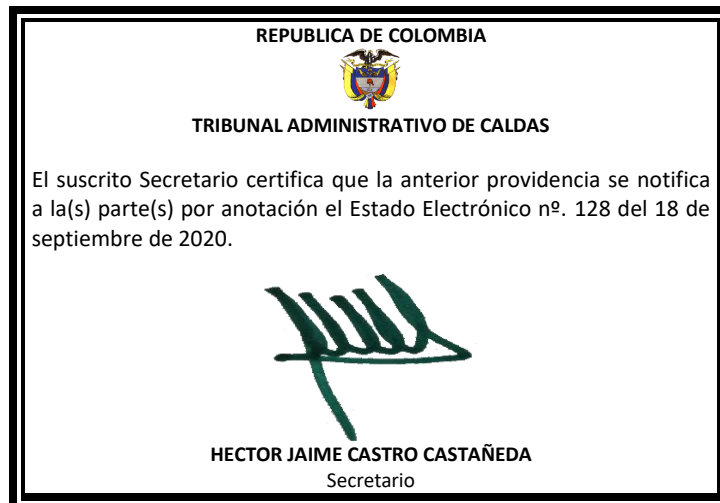 REPUBLICA DE COLOMBIA
TRIBUNAL ADMINISTRATIVO DE CALDAS
El suscrito Secretario certifica que la anterior providencia se notifica
a la(s) parte(s) por anotación el Estado Electrónico nº. 128 del 18 de
septiembre de 2020.
HECTOR JAIME CASTRO CASTAÑEDA
Secretario